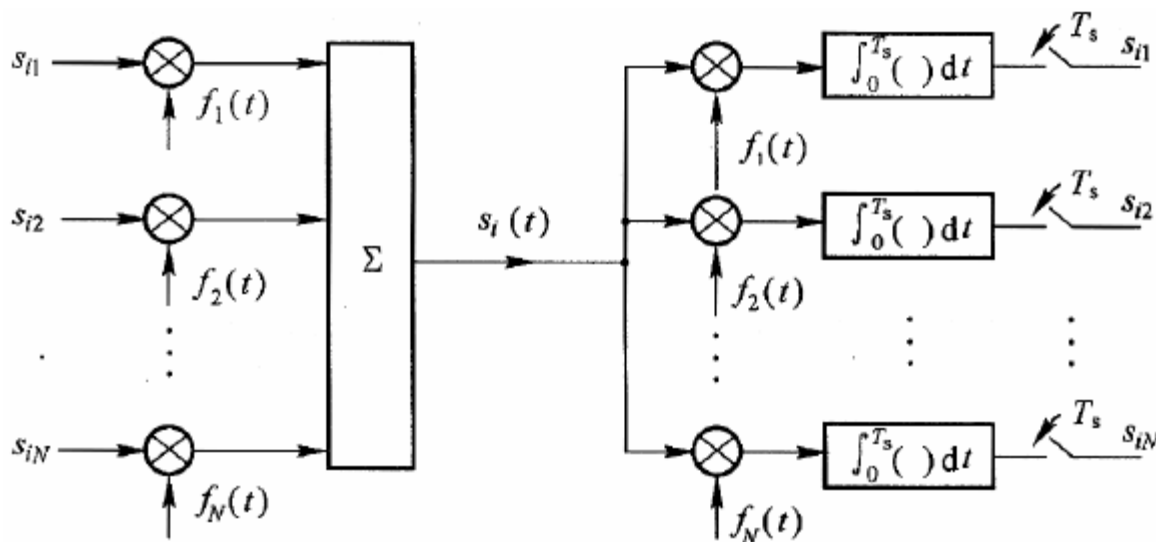 s_{i1}
f_1(t)
s_{i2}
f_2(t)
s_{iN}
f_N(t)
Σ
s_i(t)
f_1(t)
f_2(t)
f_N(t)
∫_0^{T_s}( )dt
T_s
s_{i1}
∫_0^{T_s}( )dt
T_s
s_{i2}
∫_0^{T_s}( )dt
T_s
s_{iN}